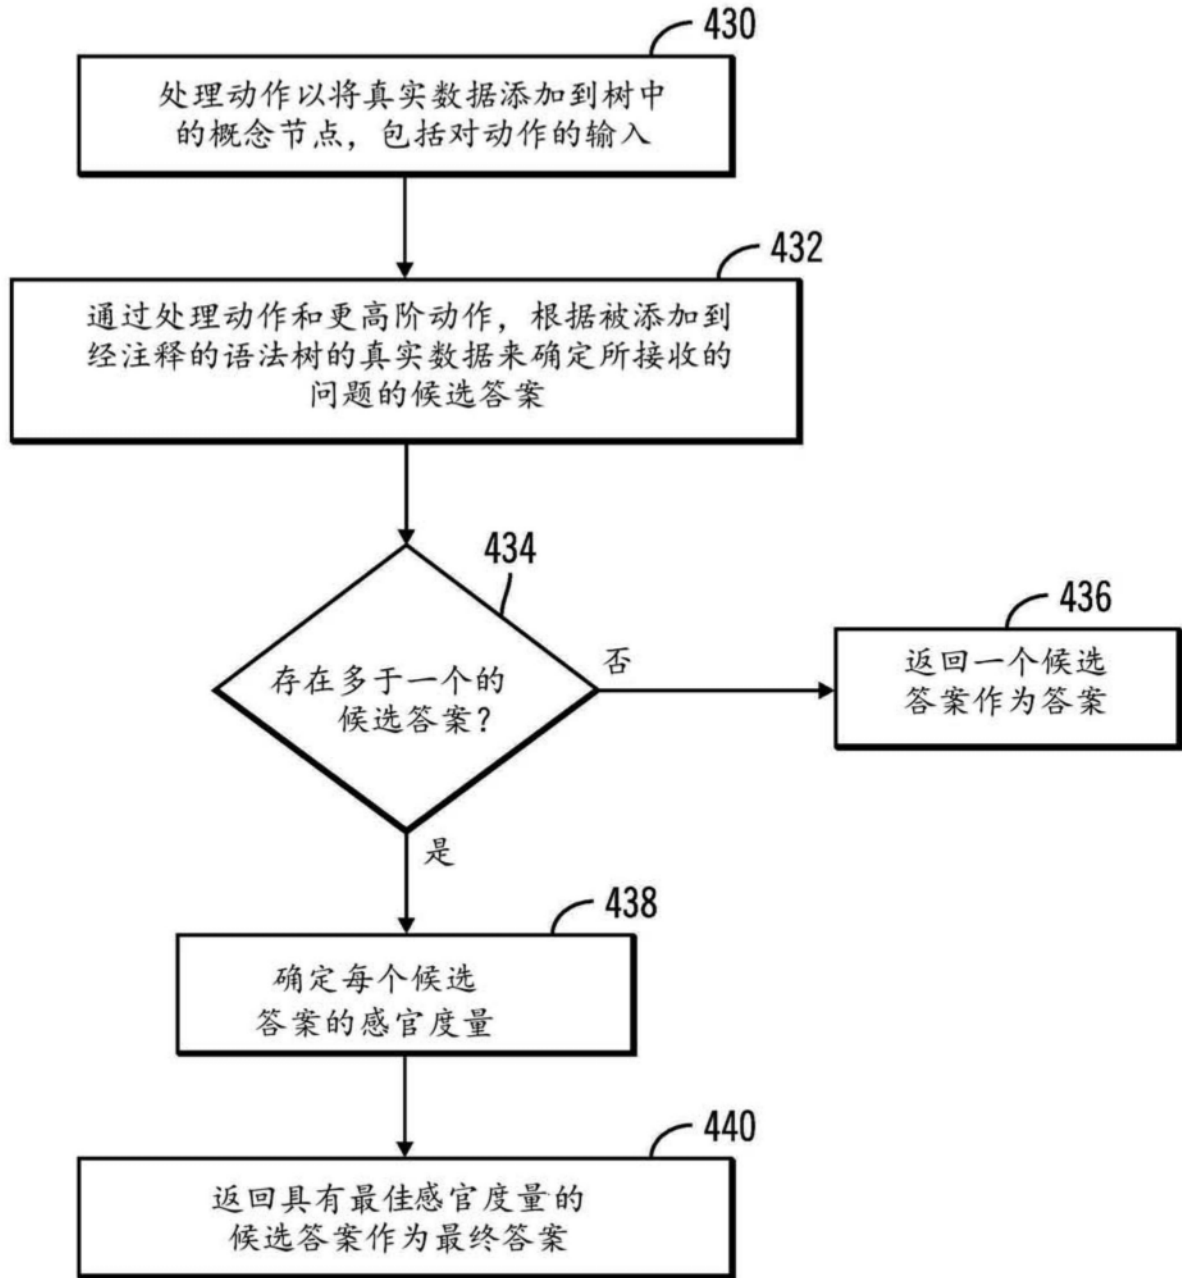 430
处理动作以将真实数据添加到树中
的概念节点，包括对动作的输入
432
通过处理动作和更高阶动作，根据被添加到
经注释的语法树的真实数据来确定所接收的
问题的候选答案
434
存在多于一个的
候选答案？
否
436
返回一个候选
答案作为答案
是
438
确定每个候选
答案的感官度量
440
返回具有最佳感官度量的
候选答案作为最终答案